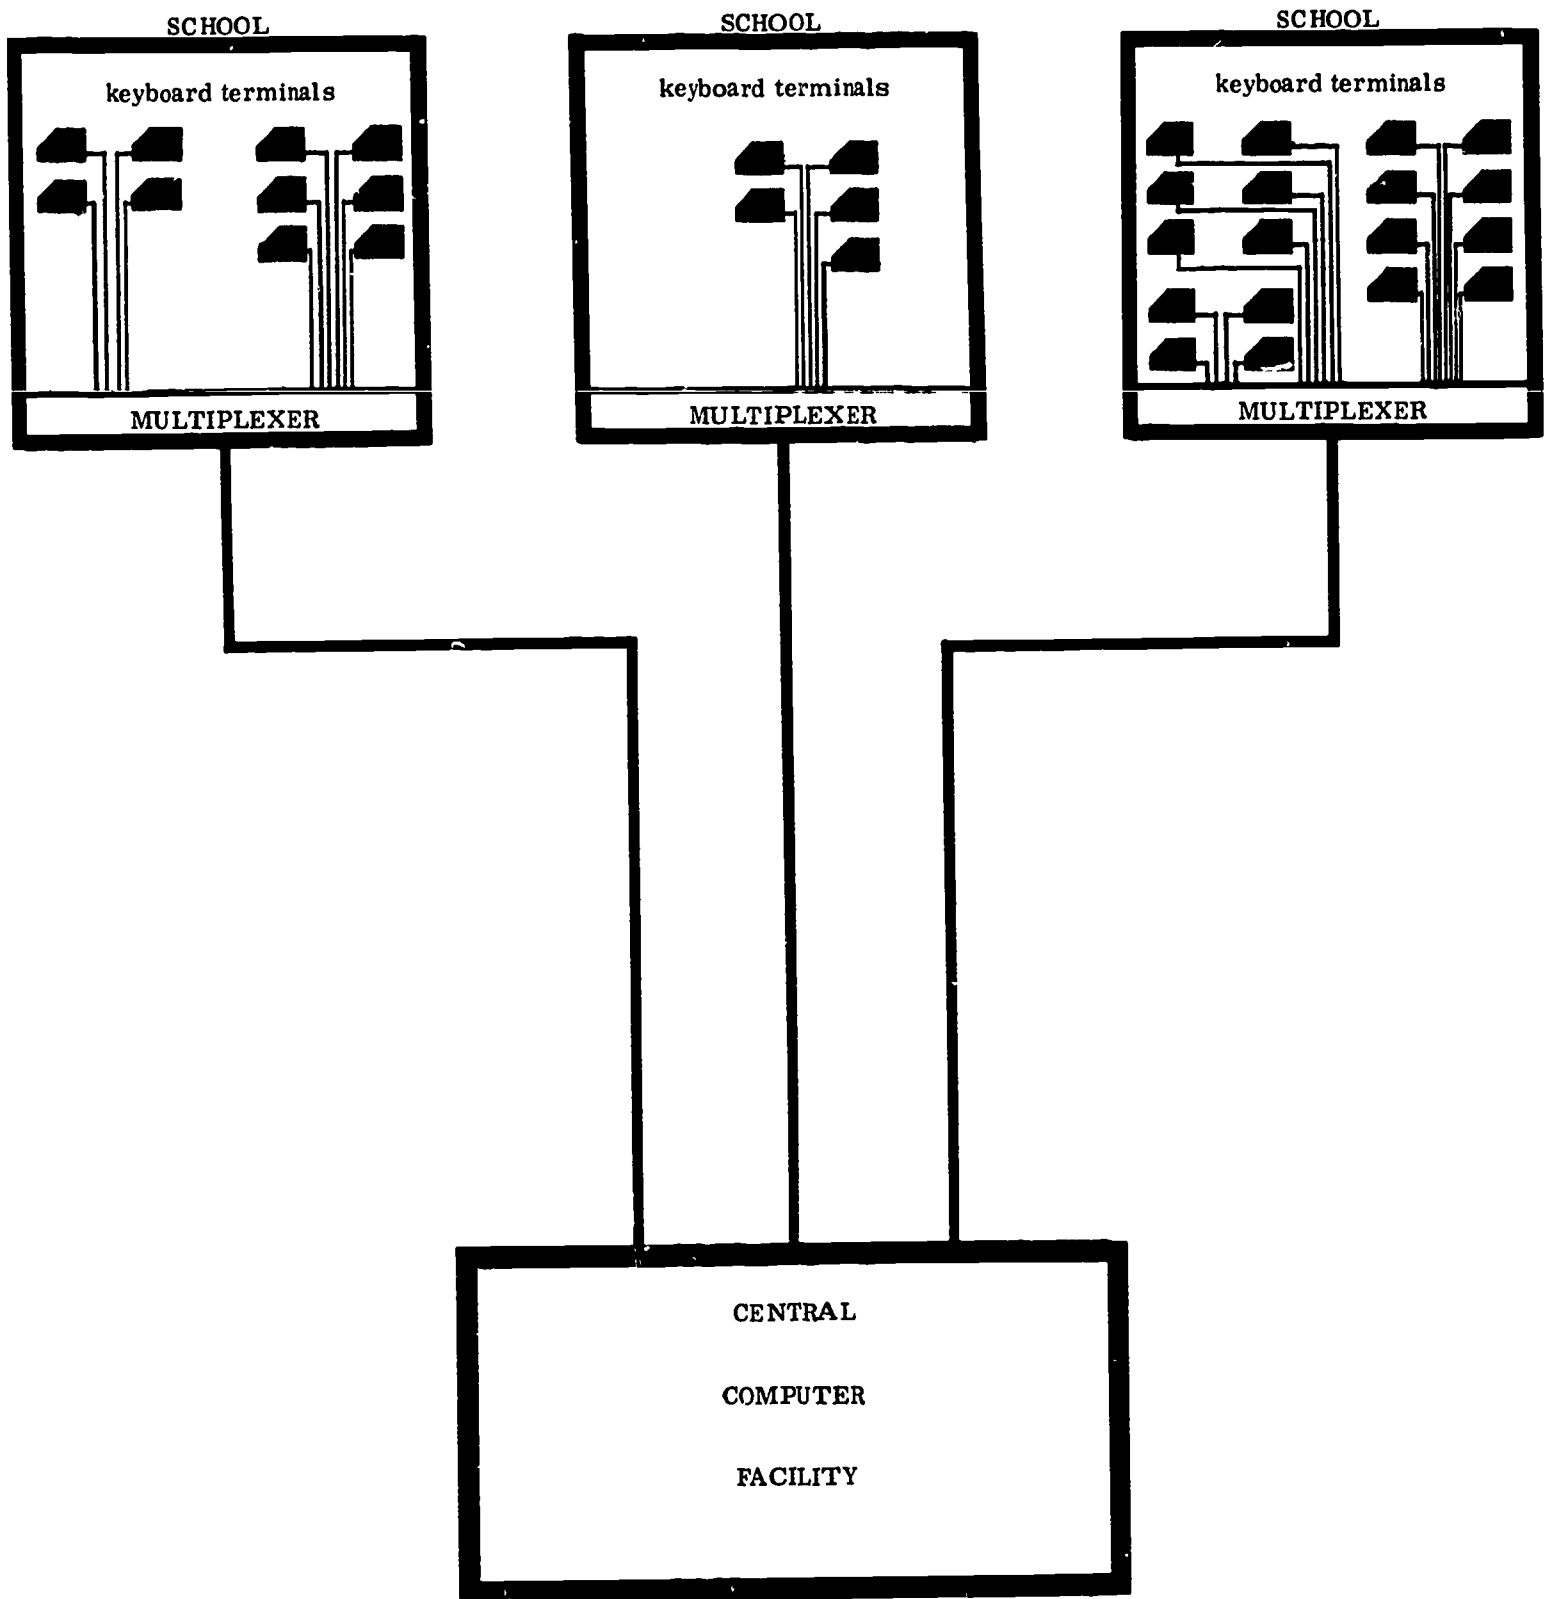 SCHOOL
keyboard terminals
MULTIPLEXER
SCHOOL
keyboard terminals
MULTIPLEXER
SCHOOL
keyboard terminals
MULTIPLEXER
CENTRAL
COMPUTER
FACILITY